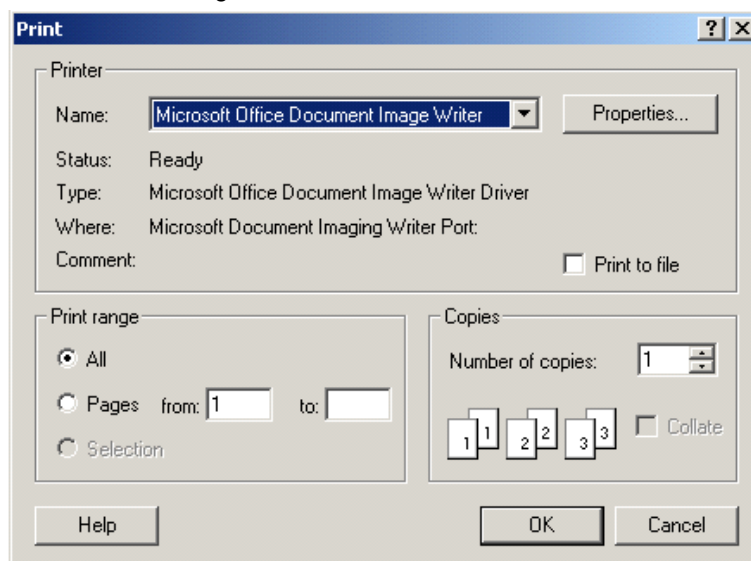 Print
Printer
Name: Microsoft Office Document Image Writer Properties...
Status: Ready
Type: Microsoft Office Document Image Writer Driver
Where: Microsoft Document Imaging Writer Port:
Comment: Print to file
Print range
All
Pages from: 1 to:
Selection
Copies
Number of copies: 1
1 1 2 2 3 3 Collate
Help OK Cancel